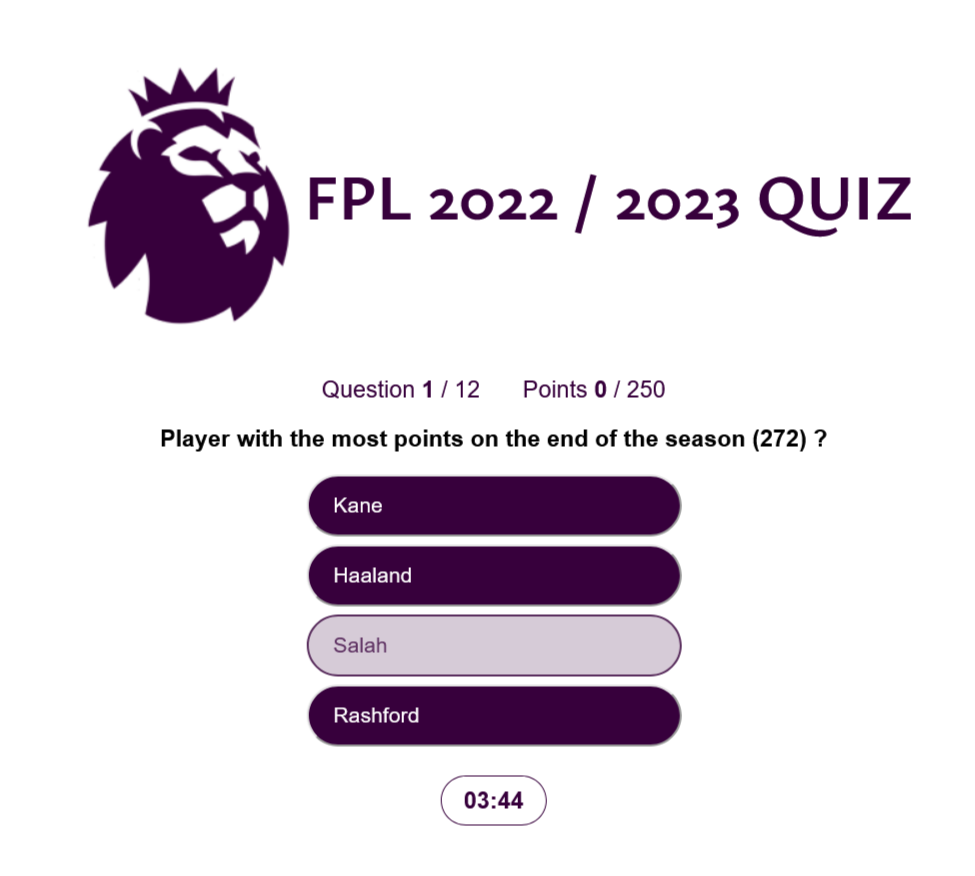 FPL 2022 / 2023 QUIZ
Question 1 / 12 Points 0 / 250
Player with the most points on the end of the season (272) ?
Kane
Haaland
Salah
Rashford
03:44